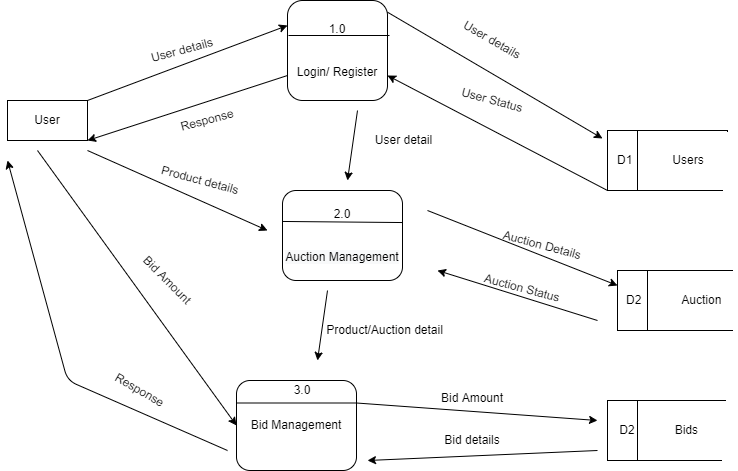 1.0
Login/ Register
User details
User details
User Status
Response
User
User detail
D1
Users
Product details
2.0
Auction Management
Auction Details
Auction Status
D2
Auction
Bid Amount
Product/Auction detail
Response
3.0
Bid Management
Bid Amount
Bid details
D2
Bids